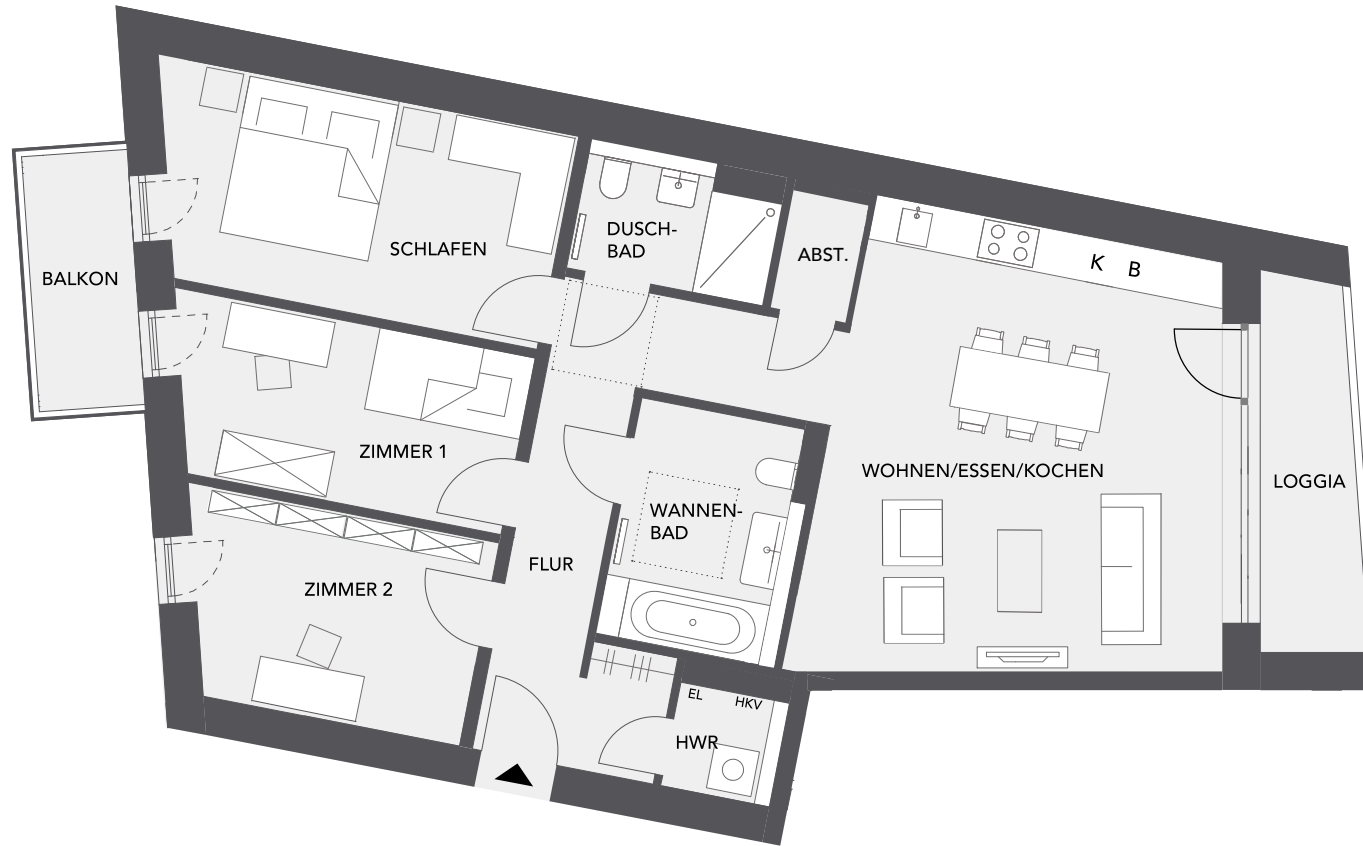 SCHLAFEN
DUSCH-
BAD
ABST.
K B
BALKON
ZIMMER 1
WOHNEN/ESSEN/KOCHEN
LOGGIA
WANNEN-
BAD
FLUR
ZIMMER 2
EL
HKV
HWR